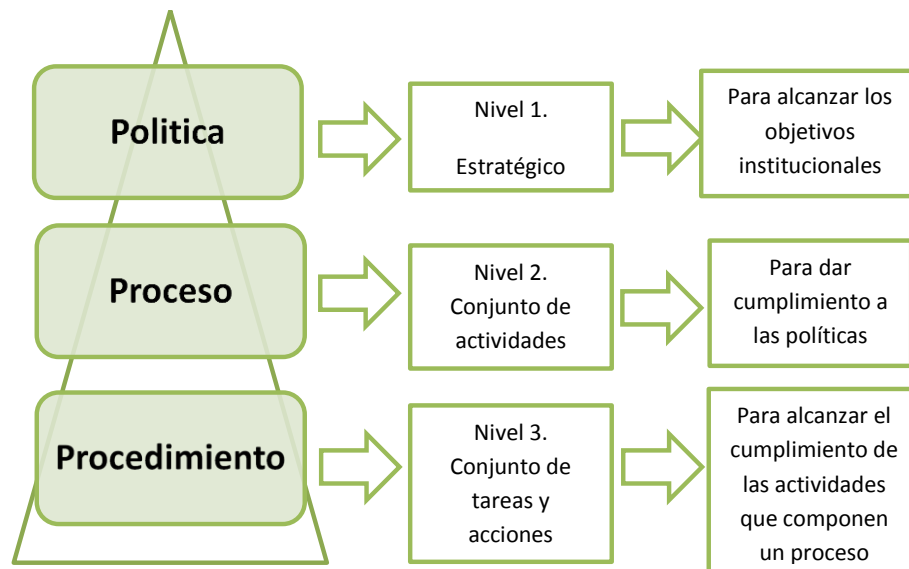 Politica
Nivel 1.
Estratégico
Para alcanzar los
objetivos
institucionales
Proceso
Nivel 2.
Conjunto de
actividades
Para dar
cumplimiento a
las políticas
Procedimiento
Nivel 3.
Conjunto de
tareas y
acciones
Para alcanzar el
cumplimiento de
las actividades
que componen
un proceso